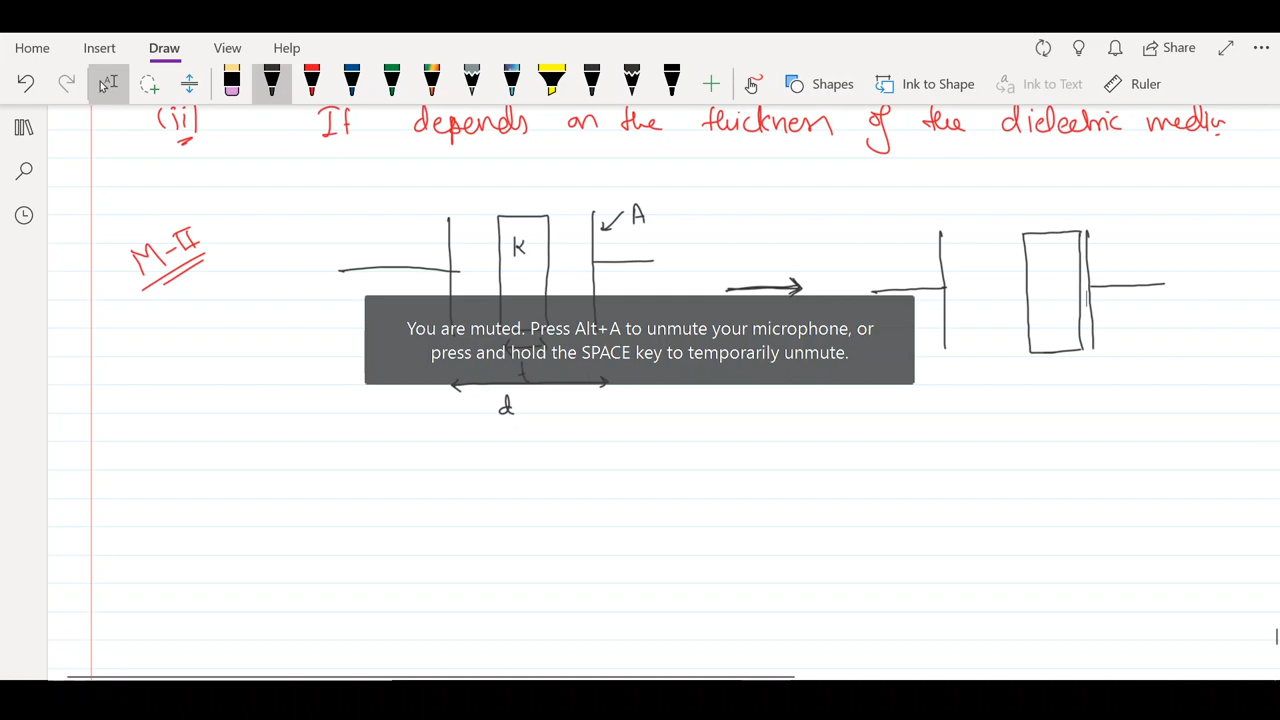 Home Insert Draw View Help Share
Shapes Ink to Shape Ink to Text Ruler
(ii) If depends on the thickness of the dielectric mediu
M-II
K
A
You are muted. Press Alt+A to unmute your microphone, or
press and hold the SPACE key to temporarily unmute.
t
d